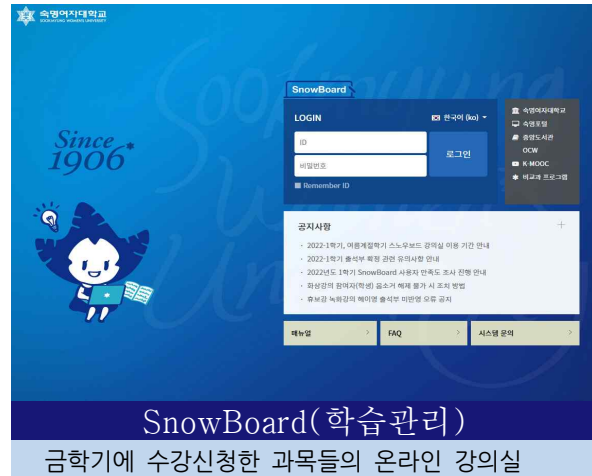 숙명여자대학교
SOOKMYUNG WOMEN'S UNIVERSITY
Sookmyung
Women's
Since
1906
SnowBoard
LOGIN
한국어 (ko)
ID
비밀번호
로그인
Remember ID
숙명여자대학교
숙명포털
중앙도서관
OCW
K-MOOC
비교과 프로그램
공지사항
+
· 2022-1학기, 여름계절학기 스노우보드 강의실 이용 기간 안내
· 2022-1학기 출석부 확정 관련 유의사항 안내
· 2022년도 1학기 SnowBoard 사용자 만족도 조사 진행 안내
· 화상강의 참여자(학생) 음소거 해제 불가 시 조치 방법
· 휴보강 녹화강의 해이영 출석부 미반영 오류 공지
매뉴얼 >
FAQ >
시스템 문의 >
SnowBoard(학습관리)
금학기에 수강신청한 과목들의 온라인 강의실